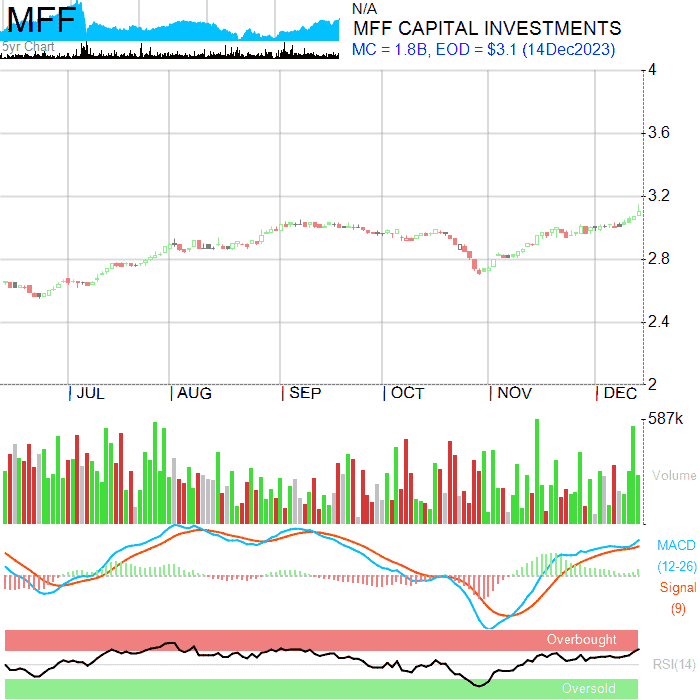 MFF
5yr Chart
N/A
MFF CAPITAL INVESTMENTS
MC = 1.8B, EOD = $3.1 (14Dec2023)
4
3.6
3.2
2.8
2.4
2
JUL AUG SEP OCT NOV DEC
587k
Volume
MACD
(12-26)
Signal
(9)
Overbought
RSI(14)
Oversold